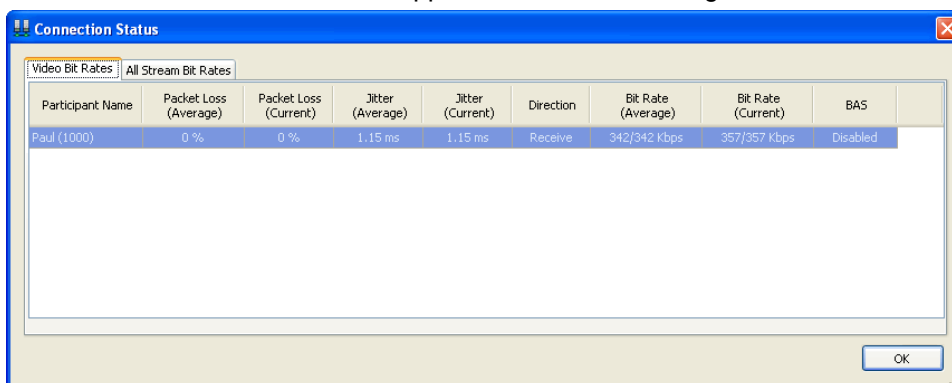 Connection Status
Video Bit Rates All Stream Bit Rates
Participant Name Packet Loss (Average) Packet Loss (Current) Jitter (Average) Jitter (Current) Direction Bit Rate (Average) Bit Rate (Current) BAS
Paul (1000) 0 % 0 % 1.15 ms 1.15 ms Receive 342/342 Kbps 357/357 Kbps Disabled
OK